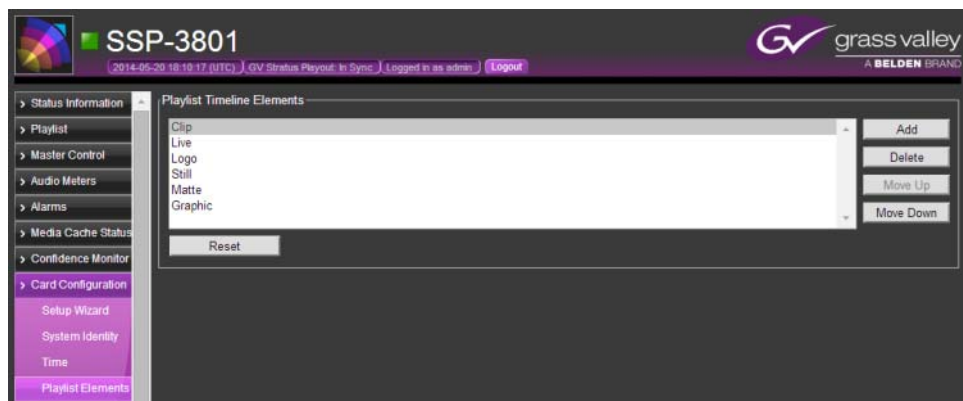 SSP-3801
grass valley
A BELDEN BRAND
2014-05-20 18:10:17 (UTC) GV Stratus Playout: In Sync Logged in as admin Logout
Status Information
Playlist
Master Control
Audio Meters
Alarms
Media Cache Status
Confidence Monitor
Card Configuration
Setup Wizard
System Identity
Time
Playlist Elements
Playlist Timeline Elements
Clip
Live
Logo
Still
Matte
Graphic
Add
Delete
Move Up
Move Down
Reset